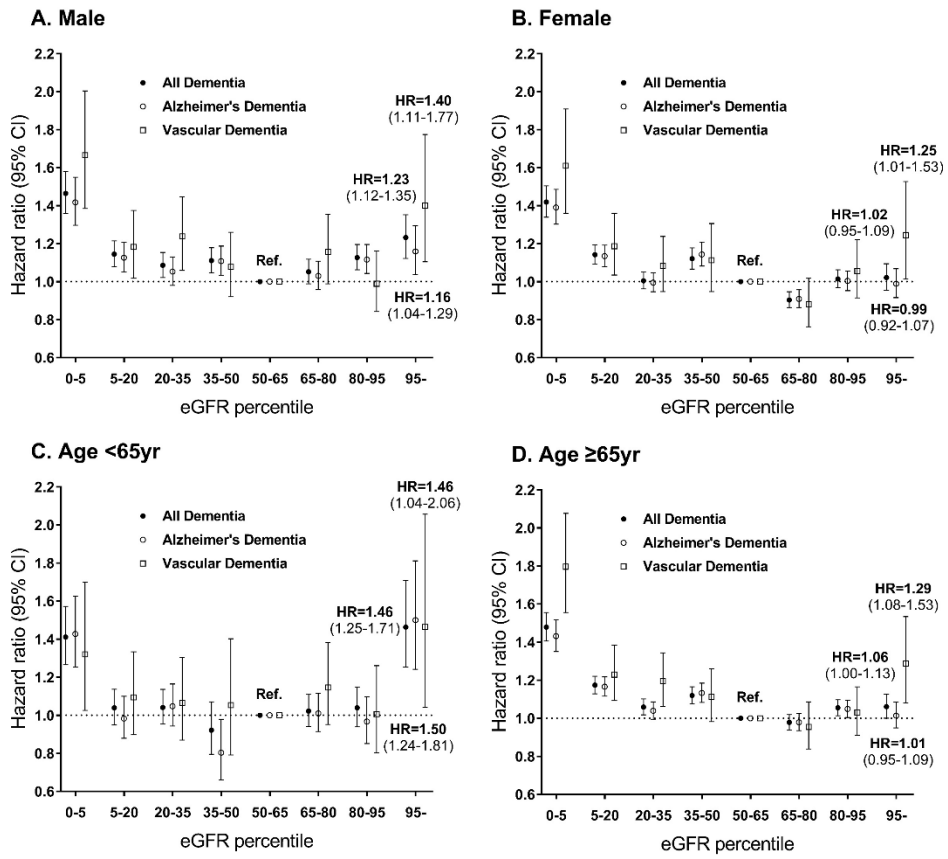 A. Male
Hazard ratio (95% CI)
2.2
2.0
1.8
1.6
1.4
1.2
1.0
0.8
0.6
All Dementia
Alzheimer's Dementia
Vascular Dementia
HR=1.40
(1.11-1.77)
HR=1.23
(1.12-1.35)
Ref.
HR=1.16
(1.04-1.29)
0-5 5-20 20-35 35-50 50-65 65-80 80-95 95-
eGFR percentile
B. Female
Hazard ratio (95% CI)
2.2
2.0
1.8
1.6
1.4
1.2
1.0
0.8
0.6
All Dementia
Alzheimer's Dementia
Vascular Dementia
HR=1.25
(1.01-1.53)
HR=1.02
(0.95-1.09)
Ref.
HR=0.99
(0.92-1.07)
0-5 5-20 20-35 35-50 50-65 65-80 80-95 95-
eGFR percentile
C. Age <65yr
Hazard ratio (95% CI)
2.2
2.0
1.8
1.6
1.4
1.2
1.0
0.8
0.6
All Dementia
Alzheimer's Dementia
Vascular Dementia
HR=1.46
(1.04-2.06)
HR=1.46
(1.25-1.71)
Ref.
HR=1.50
(1.24-1.81)
0-5 5-20 20-35 35-50 50-65 65-80 80-95 95-
eGFR percentile
D. Age ≥65yr
Hazard ratio (95% CI)
2.2
2.0
1.8
1.6
1.4
1.2
1.0
0.8
0.6
All Dementia
Alzheimer's Dementia
Vascular Dementia
HR=1.29
(1.08-1.53)
HR=1.06
(1.00-1.13)
Ref.
HR=1.01
(0.95-1.09)
0-5 5-20 20-35 35-50 50-65 65-80 80-95 95-
eGFR percentile